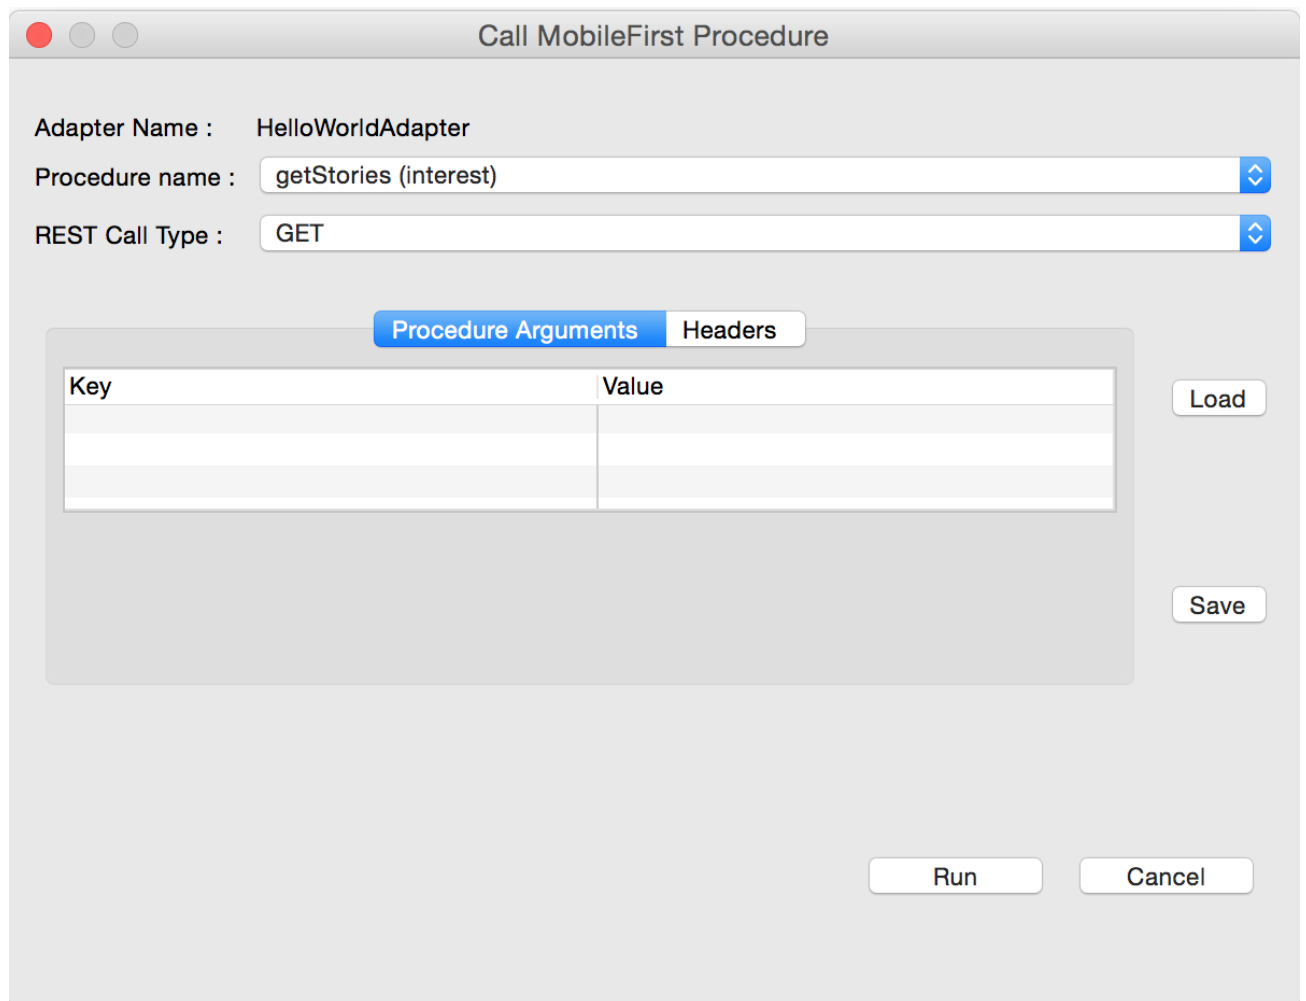 Call MobileFirst Procedure
Adapter Name : HelloWorldAdapter
Procedure name : getStories (interest)
REST Call Type : GET
Procedure Arguments Headers
Key Value
Load
Save
Run Cancel